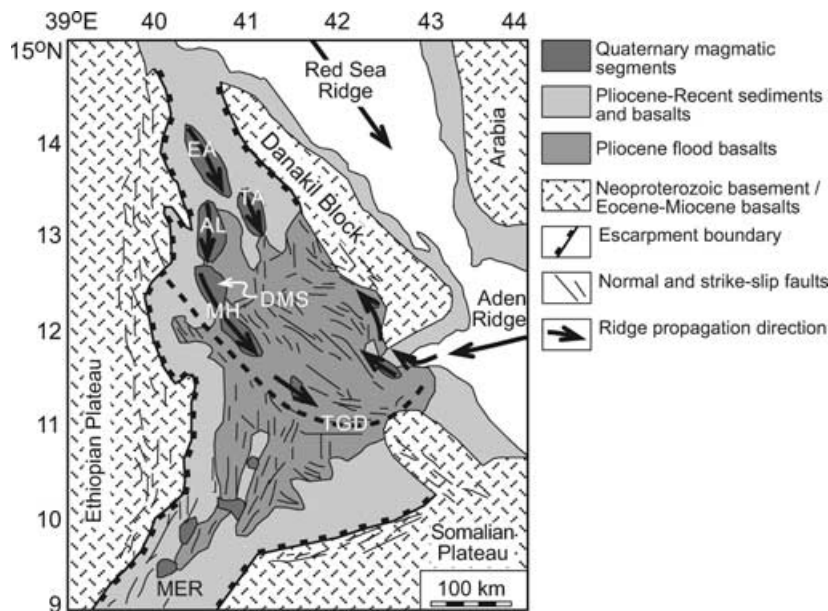 39°E 40 41 42 43 44
15°N
14
13
12
11
10
9
Red Sea
Ridge
Arabia
Danakil Block
EA
TA
AL
DMS
MH
Aden
Ridge
TGD
Ethiopian Plateau
Somalian
Plateau
MER
100 km
Quaternary magmatic
segments
Pliocene-Recent sediments
and basalts
Pliocene flood basalts
Neoproterozoic basement /
Eocene-Miocene basalts
Escarpment boundary
Normal and strike-slip faults
Ridge propagation direction